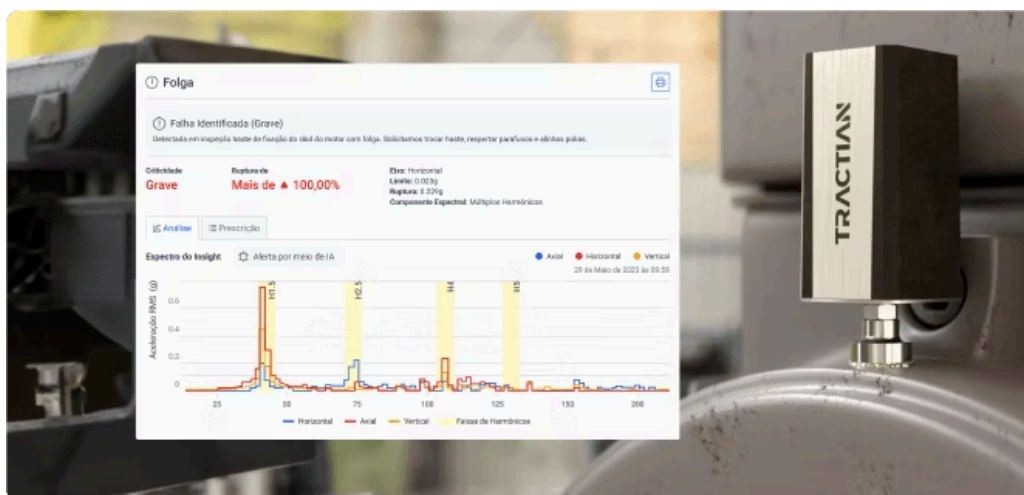 Folga
Falha Identificada (Grave)
Detectada em inspeção haste de fixação do skid do motor com folga. Solicitamos trocar haste, reapertar parafusos e alinhar polias.
Criticidade
Grave
Ruptura de
Mais de ▲ 100,00%
Eixo: Horizontal
Limite: 0.023g
Ruptura: 0.229g
Componente Espectral: Múltiplos Harmônicos
Análise
Prescrição
Espectro do Insight
Alerta por meio de IA
Axial Horizontal Vertical
29 de Maio de 2023 às 09:59
Aceleração RMS (g)
0.6
0.4
0.2
0
H1.5 H2.5 H4 H5
25 50 75 100 125 150 200
Horizontal Axial Vertical Faixas de Harmônicos
TRACTIAN